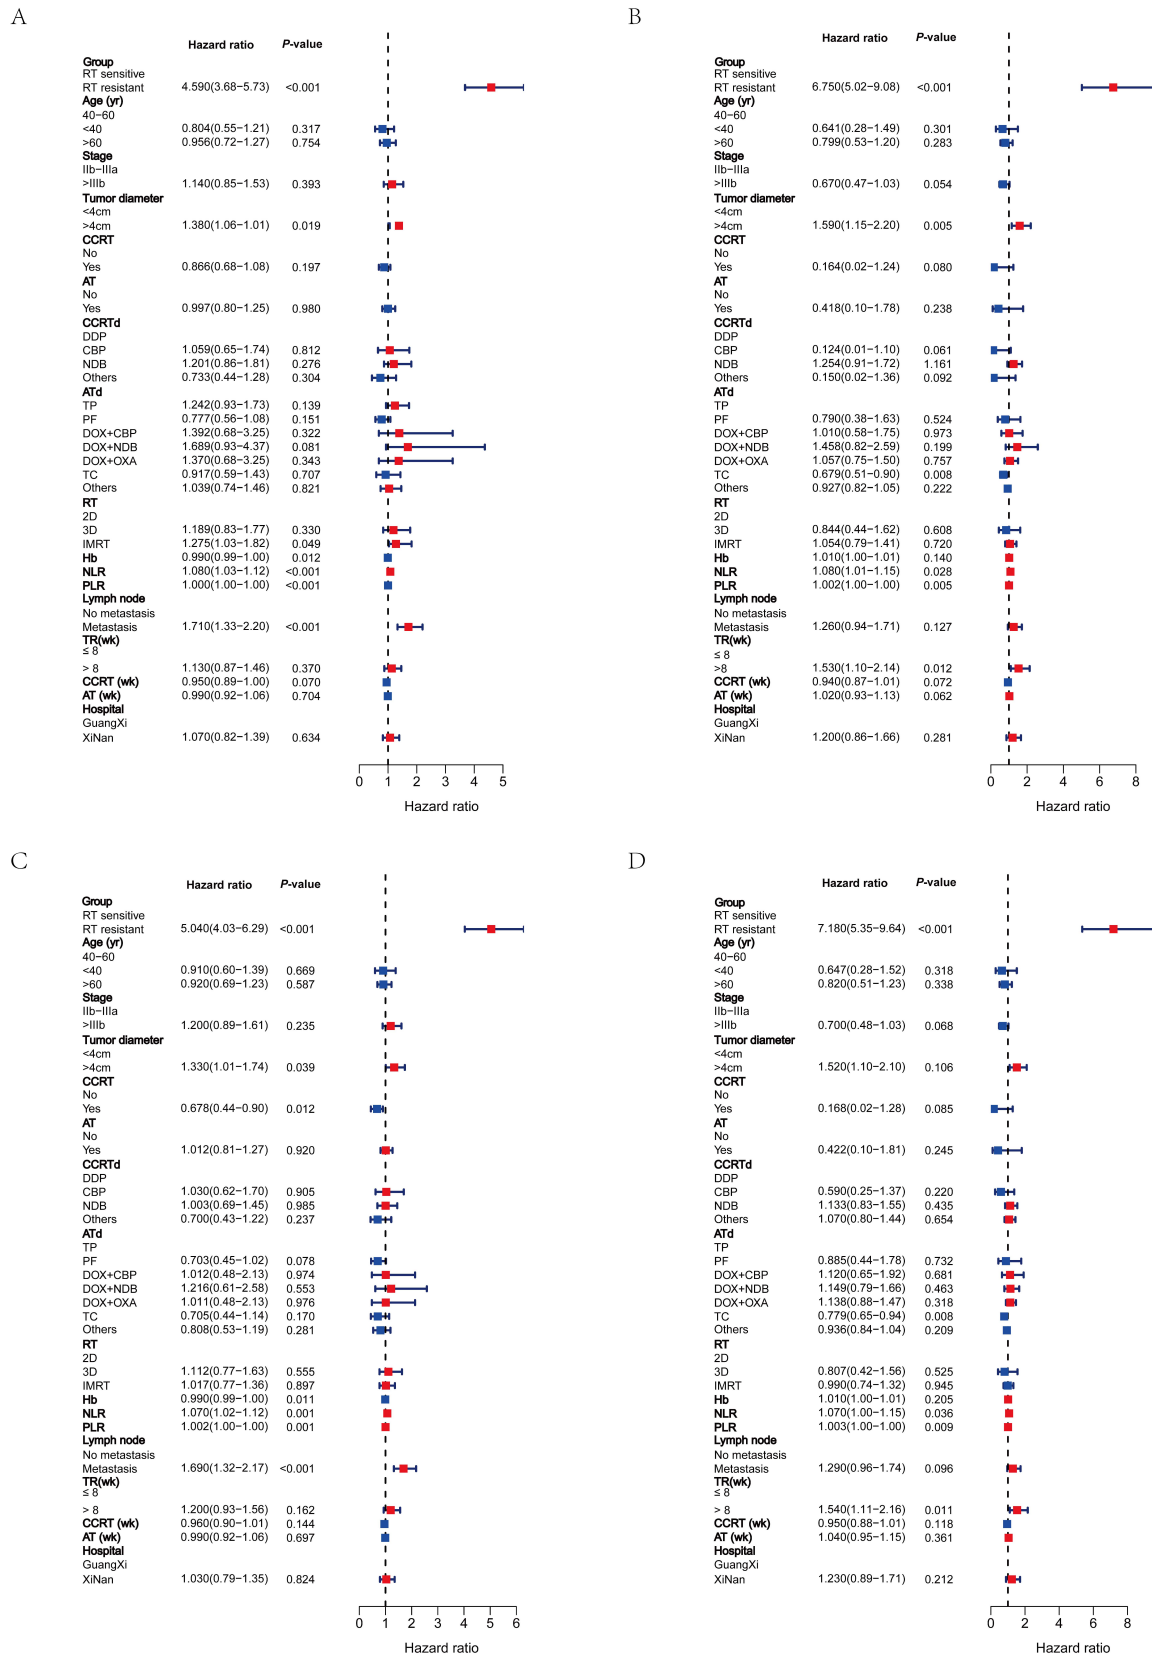 A
Hazard ratio P-value
Group
RT sensitive
RT resistant 4.590(3.68−5.73) <0.001
Age (yr)
40−60
<40 0.804(0.55−1.21) 0.317
>60 0.956(0.72−1.27) 0.754
Stage
IIb−IIIa
>IIIb 1.140(0.85−1.53) 0.393
Tumor diameter
<4cm
>4cm 1.380(1.06−1.01) 0.019
CCRT
No
Yes 0.866(0.68−1.08) 0.197
AT
No
Yes 0.997(0.80−1.25) 0.980
CCRTd
DDP
CBP 1.059(0.65−1.74) 0.812
NDB 1.201(0.86−1.81) 0.276
Others 0.733(0.44−1.28) 0.304
ATd
TP 1.242(0.93−1.73) 0.139
PF 0.777(0.56−1.08) 0.151
DOX+CBP 1.392(0.68−3.25) 0.322
DOX+NDB 1.689(0.93−4.37) 0.081
DOX+OXA 1.370(0.68−3.25) 0.343
TC 0.917(0.59−1.43) 0.707
Others 1.039(0.74−1.46) 0.821
RT
2D
3D 1.189(0.83−1.77) 0.330
IMRT 1.275(1.03−1.82) 0.049
Hb 0.990(0.99−1.00) 0.012
NLR 1.080(1.03−1.12) <0.001
PLR 1.000(1.00−1.00) <0.001
Lymph node
No metastasis
Metastasis 1.710(1.33−2.20) <0.001
TR(wk)
≤ 8
> 8 1.130(0.87−1.46) 0.370
CCRT (wk) 0.950(0.89−1.00) 0.070
AT (wk) 0.990(0.92−1.06) 0.704
Hospital
GuangXi
XiNan 1.070(0.82−1.39) 0.634
0 1 2 3 4 5
Hazard ratio
B
Hazard ratio P-value
Group
RT sensitive
RT resistant 6.750(5.02−9.08) <0.001
Age (yr)
40−60
<40 0.641(0.28−1.49) 0.301
>60 0.799(0.53−1.20) 0.283
Stage
IIb−IIIa
>IIIb 0.670(0.47−1.03) 0.054
Tumor diameter
<4cm
>4cm 1.590(1.15−2.20) 0.005
CCRT
No
Yes 0.164(0.02−1.24) 0.080
AT
No
Yes 0.418(0.10−1.78) 0.238
CCRTd
DDP
CBP 0.124(0.01−1.10) 0.061
NDB 1.254(0.91−1.72) 1.161
Others 0.150(0.02−1.36) 0.092
ATd
TP
PF 0.790(0.38−1.63) 0.524
DOX+CBP 1.010(0.58−1.75) 0.973
DOX+NDB 1.458(0.82−2.59) 0.199
DOX+OXA 1.057(0.75−1.50) 0.757
TC 0.679(0.51−0.90) 0.008
Others 0.927(0.82−1.05) 0.222
RT
2D
3D 0.844(0.44−1.62) 0.608
IMRT 1.054(0.79−1.41) 0.720
Hb 1.010(1.00−1.01) 0.140
NLR 1.080(1.01−1.15) 0.028
PLR 1.002(1.00−1.00) 0.005
Lymph node
No metastasis
Metastasis 1.260(0.94−1.71) 0.127
TR(wk)
≤ 8
>8 1.530(1.10−2.14) 0.012
CCRT (wk) 0.940(0.87−1.01) 0.072
AT (wk) 1.020(0.93−1.13) 0.062
Hospital
GuangXi
XiNan 1.200(0.86−1.66) 0.281
0 2 4 6 8
Hazard ratio
C
Hazard ratio P-value
Group
RT sensitive
RT resistant 5.040(4.03−6.29) <0.001
Age (yr)
40−60
<40 0.910(0.60−1.39) 0.669
>60 0.920(0.69−1.23) 0.587
Stage
IIb−IIIa
>IIIb 1.200(0.89−1.61) 0.235
Tumor diameter
<4cm
>4cm 1.330(1.01−1.74) 0.039
CCRT
No
Yes 0.678(0.44−0.90) 0.012
AT
No
Yes 1.012(0.81−1.27) 0.920
CCRTd
DDP
CBP 1.030(0.62−1.70) 0.905
NDB 1.003(0.69−1.45) 0.985
Others 0.700(0.43−1.22) 0.237
ATd
TP
PF 0.703(0.45−1.02) 0.078
DOX+CBP 1.012(0.48−2.13) 0.974
DOX+NDB 1.216(0.61−2.58) 0.553
DOX+OXA 1.011(0.48−2.13) 0.976
TC 0.705(0.44−1.14) 0.170
Others 0.808(0.53−1.19) 0.281
RT
2D
3D 1.112(0.77−1.63) 0.555
IMRT 1.017(0.77−1.36) 0.897
Hb 0.990(0.99−1.00) 0.011
NLR 1.070(1.02−1.12) 0.001
PLR 1.002(1.00−1.00) 0.001
Lymph node
No metastasis
Metastasis 1.690(1.32−2.17) <0.001
TR(wk)
≤ 8
> 8 1.200(0.93−1.56) 0.162
CCRT (wk) 0.960(0.90−1.01) 0.144
AT (wk) 0.990(0.92−1.06) 0.697
Hospital
GuangXi
XiNan 1.030(0.79−1.35) 0.824
0 1 2 3 4 5 6
Hazard ratio
D
Hazard ratio P-value
Group
RT sensitive
RT resistant 7.180(5.35−9.64) <0.001
Age (yr)
40−60
<40 0.647(0.28−1.52) 0.318
>60 0.820(0.51−1.23) 0.338
Stage
IIb−IIIa
>IIIb 0.700(0.48−1.03) 0.068
Tumor diameter
<4cm
>4cm 1.520(1.10−2.10) 0.106
CCRT
No
Yes 0.168(0.02−1.28) 0.085
AT
No
Yes 0.422(0.10−1.81) 0.245
CCRTd
DDP
CBP 0.590(0.25−1.37) 0.220
NDB 1.133(0.83−1.55) 0.435
Others 1.070(0.80−1.44) 0.654
ATd
TP
PF 0.885(0.44−1.78) 0.732
DOX+CBP 1.120(0.65−1.92) 0.681
DOX+NDB 1.149(0.79−1.66) 0.463
DOX+OXA 1.138(0.88−1.47) 0.318
TC 0.779(0.65−0.94) 0.008
Others 0.936(0.84−1.04) 0.209
RT
2D
3D 0.807(0.42−1.56) 0.525
IMRT 0.990(0.74−1.32) 0.945
Hb 1.010(1.00−1.01) 0.205
NLR 1.070(1.00−1.15) 0.036
PLR 1.003(1.00−1.00) 0.009
Lymph node
No metastasis
Metastasis 1.290(0.96−1.74) 0.096
TR(wk)
≤ 8
> 8 1.540(1.11−2.16) 0.011
CCRT (wk) 0.950(0.88−1.01) 0.118
AT (wk) 1.040(0.95−1.15) 0.361
Hospital
GuangXi
XiNan 1.230(0.89−1.71) 0.212
0 2 4 6 8
Hazard ratio